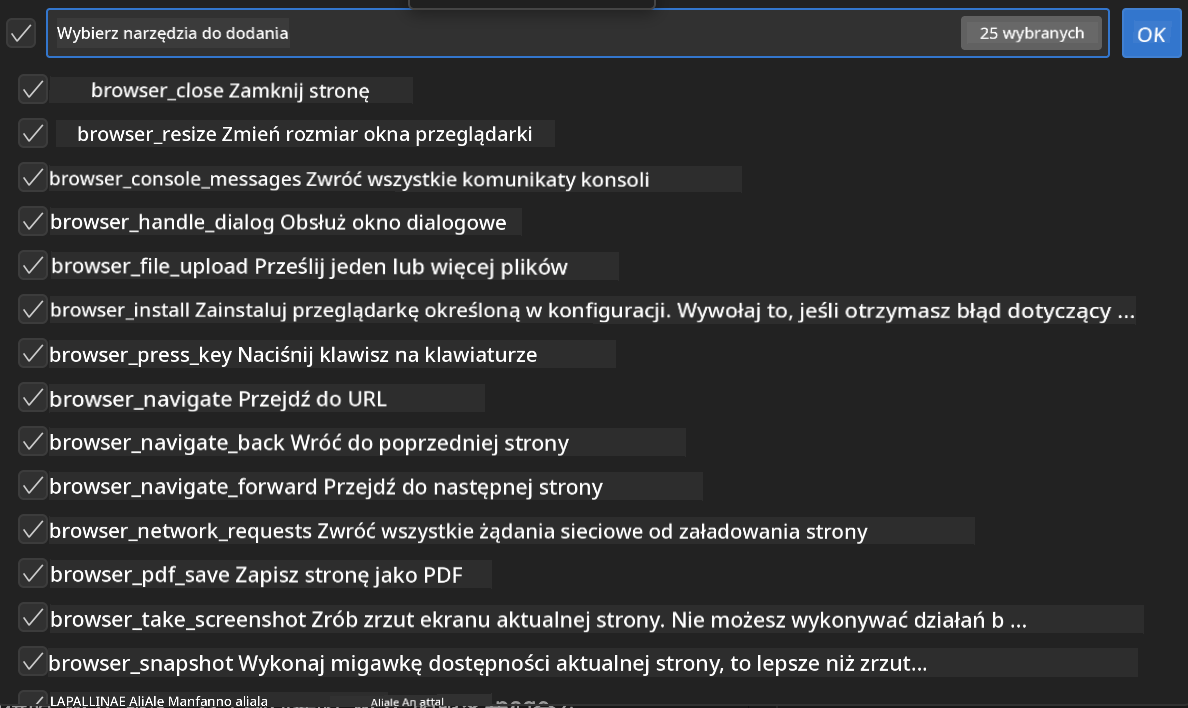 Wybierz narzędzia do dodania
25 wybranych
OK
browser_close Zamknij stronę
browser_resize Zmień rozmiar okna przeglądarki
browser_console_messages Zwróć wszystkie komunikaty konsoli
browser_handle_dialog Obsłuż okno dialogowe
browser_file_upload Prześlij jeden lub więcej plików
browser_install Zainstaluj przeglądarkę określoną w konfiguracji. Wywołaj to, jeśli otrzymasz błąd dotyczący ...
browser_press_key Naciśnij klawisz na klawiaturze
browser_navigate Przejdź do URL
browser_navigate_back Wróć do poprzedniej strony
browser_navigate_forward Przejdź do następnej strony
browser_network_requests Zwróć wszystkie żądania sieciowe od załadowania strony
browser_pdf_save Zapisz stronę jako PDF
browser_take_screenshot Zrób zrzut ekranu aktualnej strony. Nie możesz wykonywać działań b ...
browser_snapshot Wykonaj migawkę dostępności aktualnej strony, to lepsze niż zrzut...